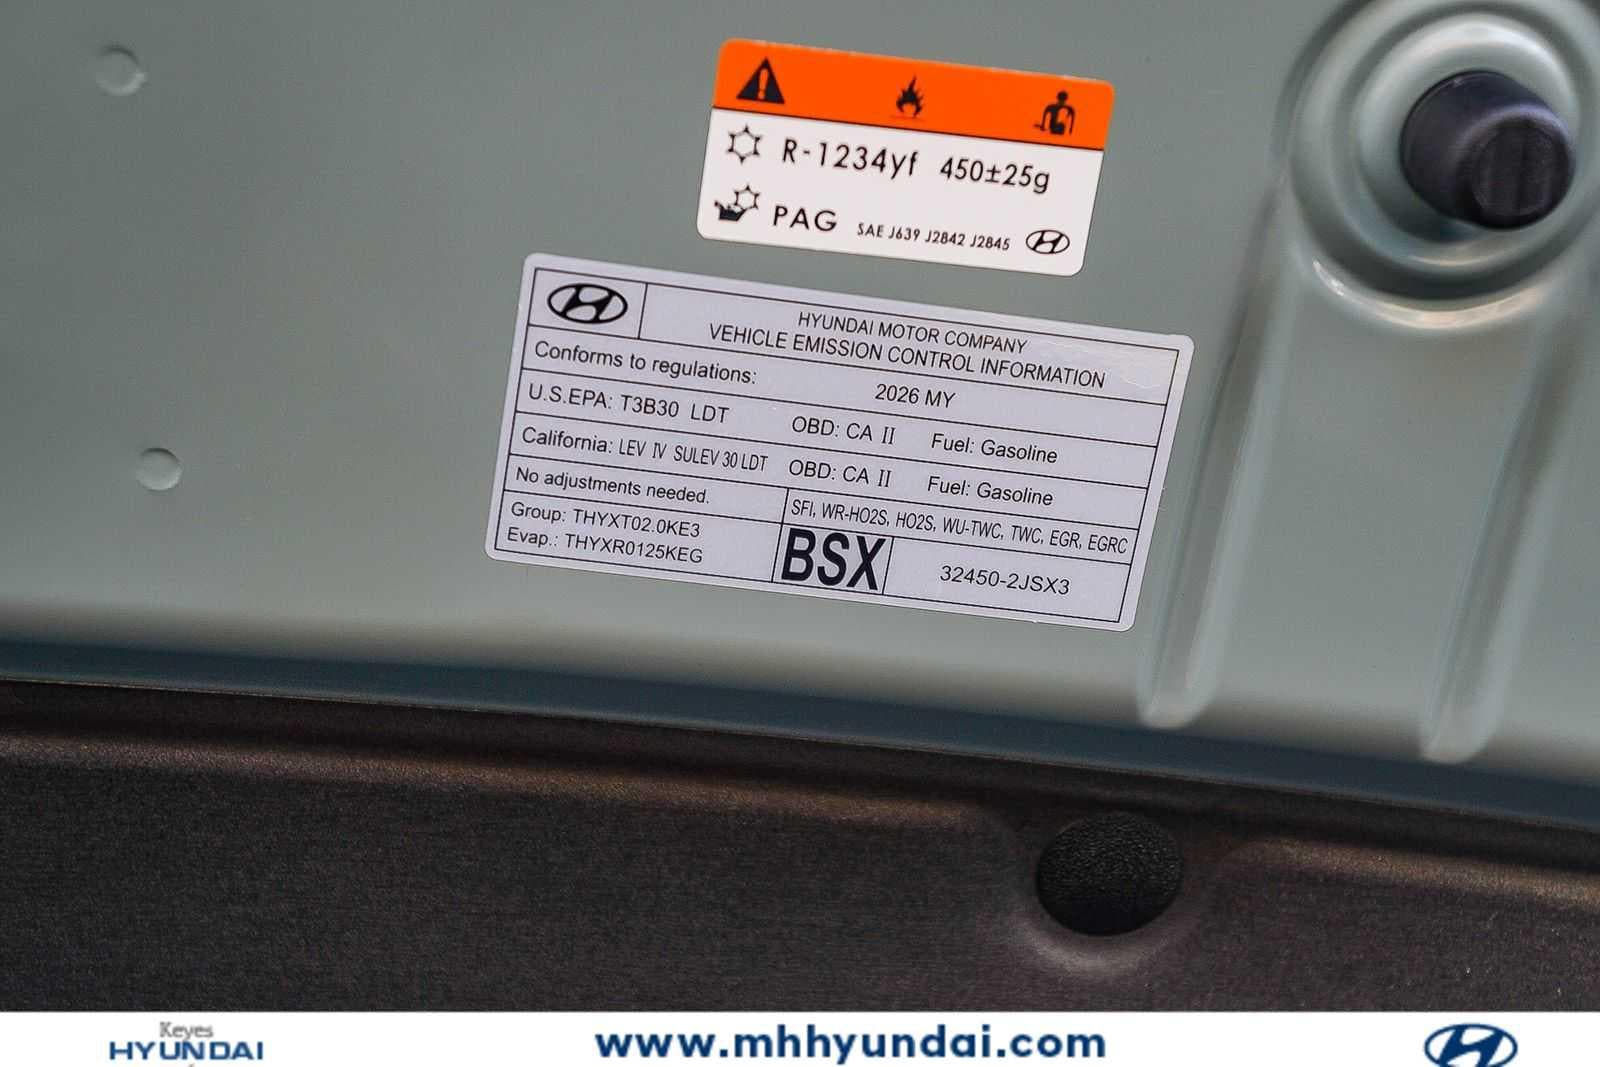 R-1234yf 450±25g
PAG SAE J639 J2842 J2845
HYUNDAI MOTOR COMPANY
VEHICLE EMISSION CONTROL INFORMATION
Conforms to regulations: 2026 MY
U.S.EPA: T3B30 LDT OBD: CA II Fuel: Gasoline
California: LEV IV SULEV 30 LDT OBD: CA II Fuel: Gasoline
No adjustments needed.
SFI, WR-HO2S, HO2S, WU-TWC, TWC, EGR, EGRC
Group: THYXT02.0KE3
Evap.: THYXR0125KEG
BSX
32450-2JSX3
Keyes
HYUNDAI
www.mhhyundai.com